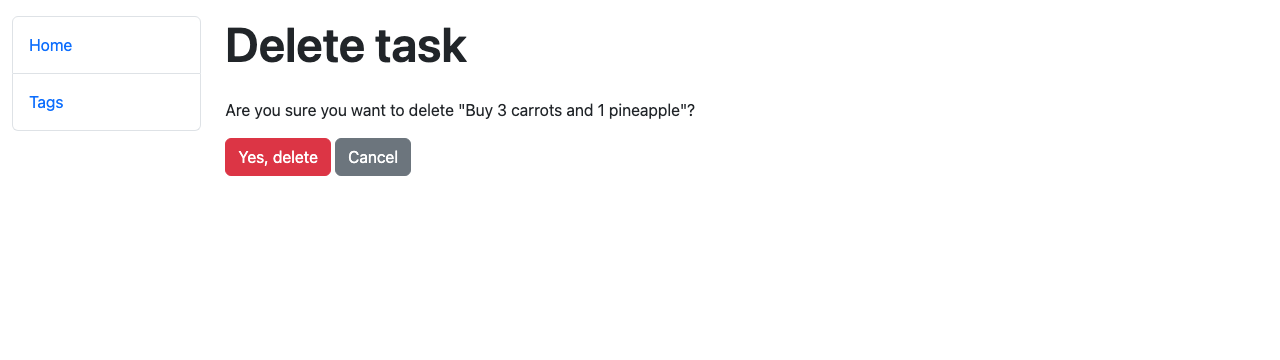 Home
Tags
Delete task
Are you sure you want to delete "Buy 3 carrots and 1 pineapple"?
Yes, delete
Cancel